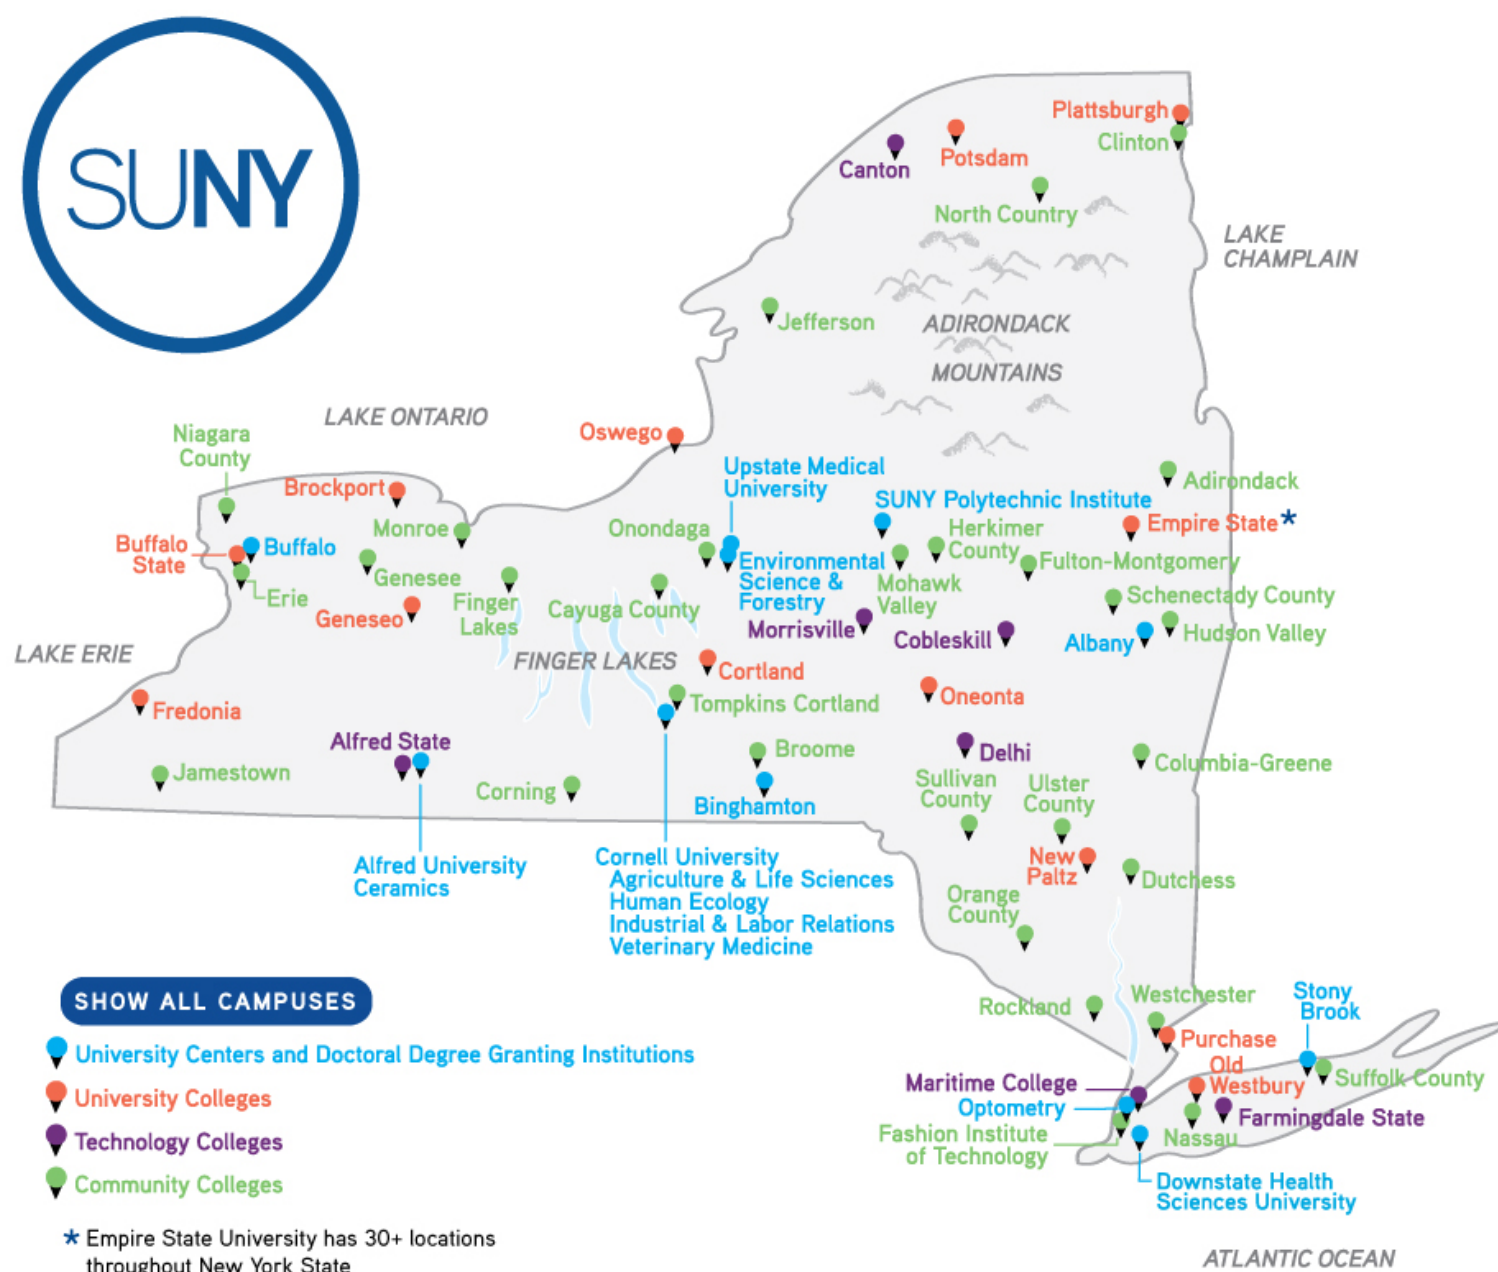 SUNY
Plattsburgh
Clinton
Potsdam
Canton
North Country
LAKE
CHAMPLAIN
Jefferson
ADIRONDACK
MOUNTAINS
LAKE ONTARIO
Niagara
County
Oswego
Upstate Medical
University
Adirondack
Brockport
SUNY Polytechnic Institute
Empire State*
Monroe
Onondaga
Herkimer
County
Buffalo
State
Buffalo
Environmental
Science &
Forestry
Fulton-Montgomery
Genesee
Mohawk
Valley
Erie
Finger
Lakes
Cayuga County
Schenectady County
Geneseo
Morrisville
Cobleskill
Albany
Hudson Valley
LAKE ERIE
FINGER LAKES
Cortland
Fredonia
Tompkins Cortland
Oneonta
Alfred State
Broome
Delhi
Columbia-Greene
Jamestown
Corning
Binghamton
Sullivan
County
Ulster
County
Alfred University
Ceramics
Cornell University
Agriculture & Life Sciences
Human Ecology
Industrial & Labor Relations
Veterinary Medicine
New
Paltz
Dutchess
Orange
County
Rockland
Westchester
Stony
Brook
Purchase
Old
Westbury
Suffolk County
Maritime College
Optometry
Farmingdale State
Fashion Institute
of Technology
Nassau
Downstate Health
Sciences University
ATLANTIC OCEAN
SHOW ALL CAMPUSES
University Centers and Doctoral Degree Granting Institutions
University Colleges
Technology Colleges
Community Colleges
* Empire State University has 30+ locations
throughout New York State